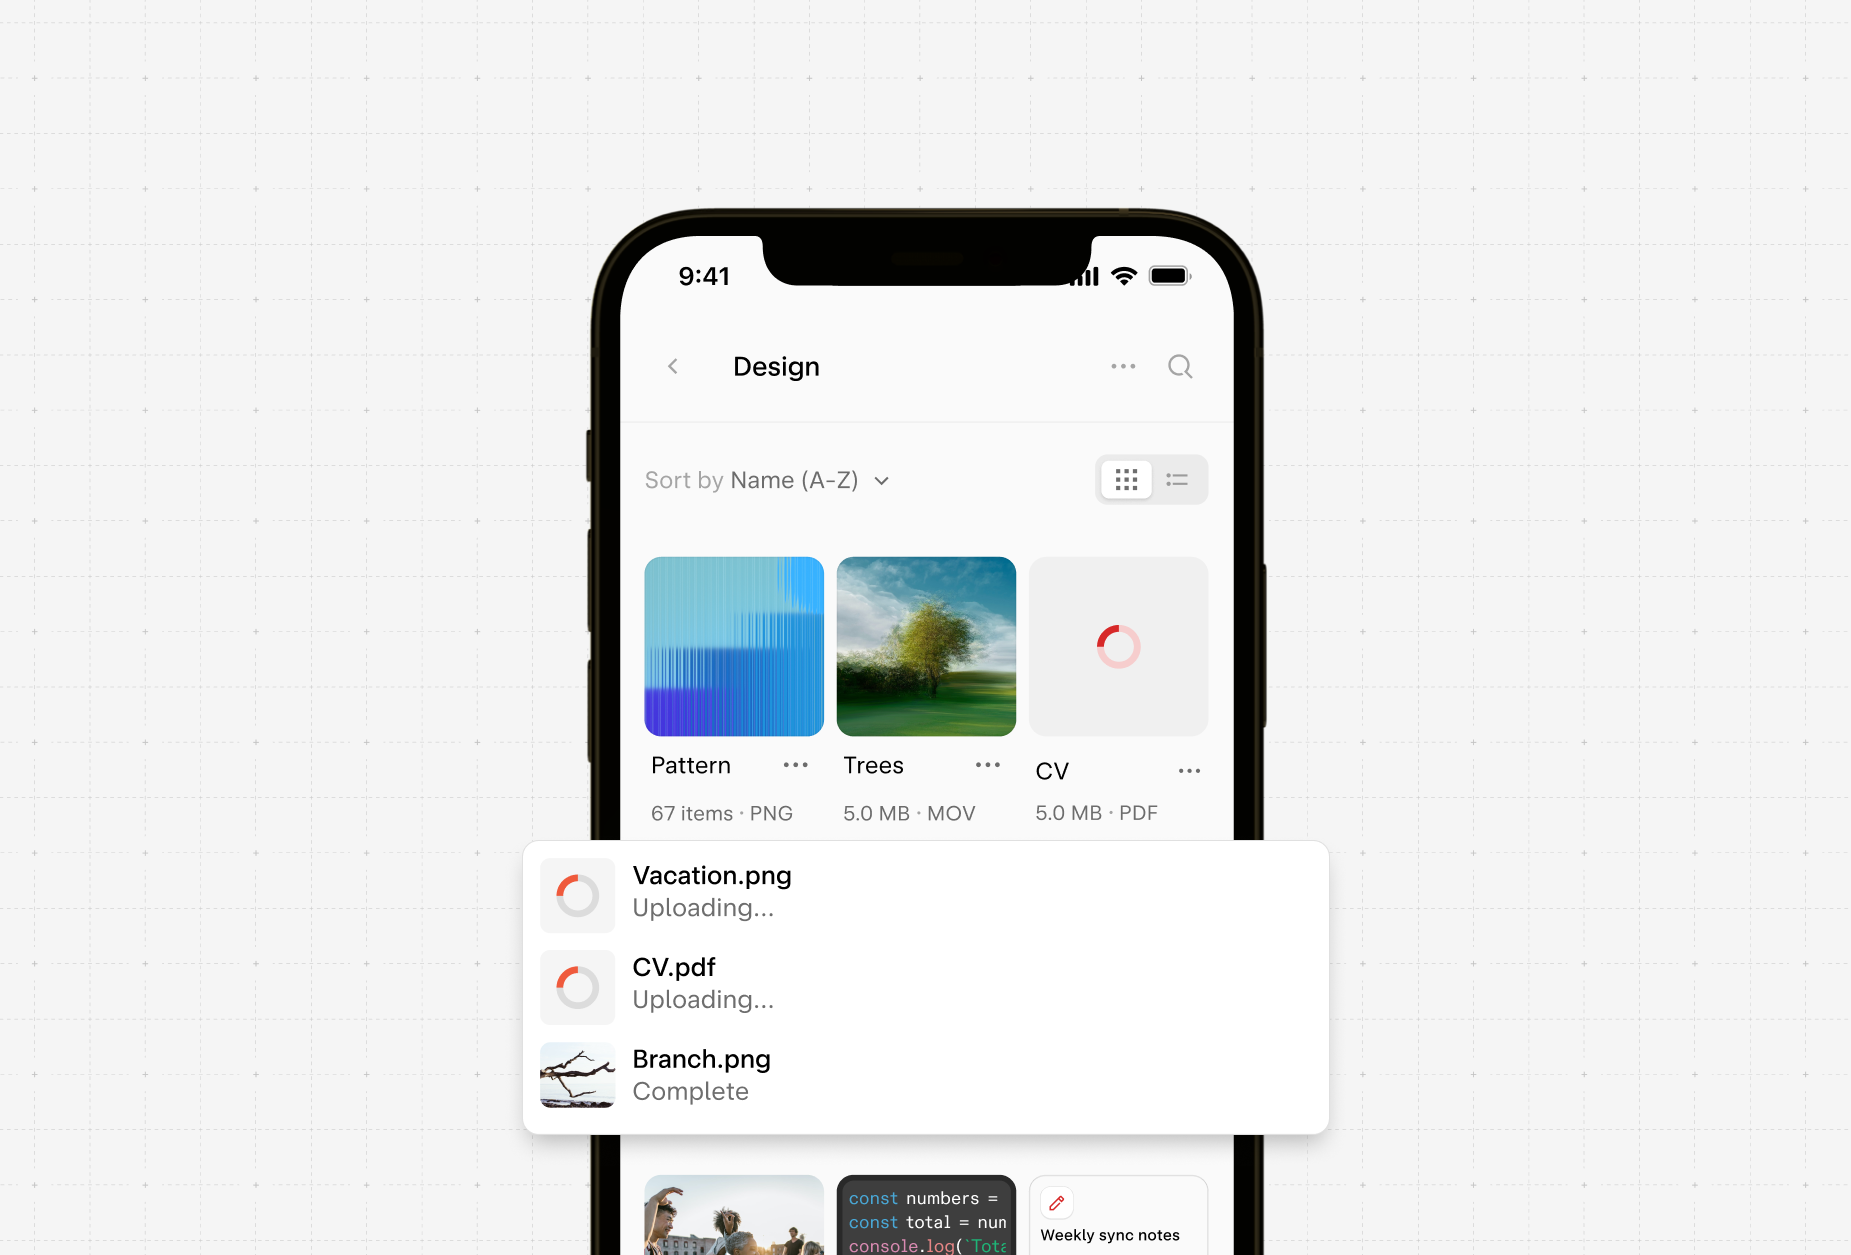 9:41
Design
Sort by Name (A-Z)
Pattern
67 items · PNG
Trees
5.0 MB · MOV
CV
5.0 MB · PDF
Vacation.png
Uploading...
CV.pdf
Uploading...
Branch.png
Complete
const numbers =
const total = num
console.log(`Tota
Weekly sync notes